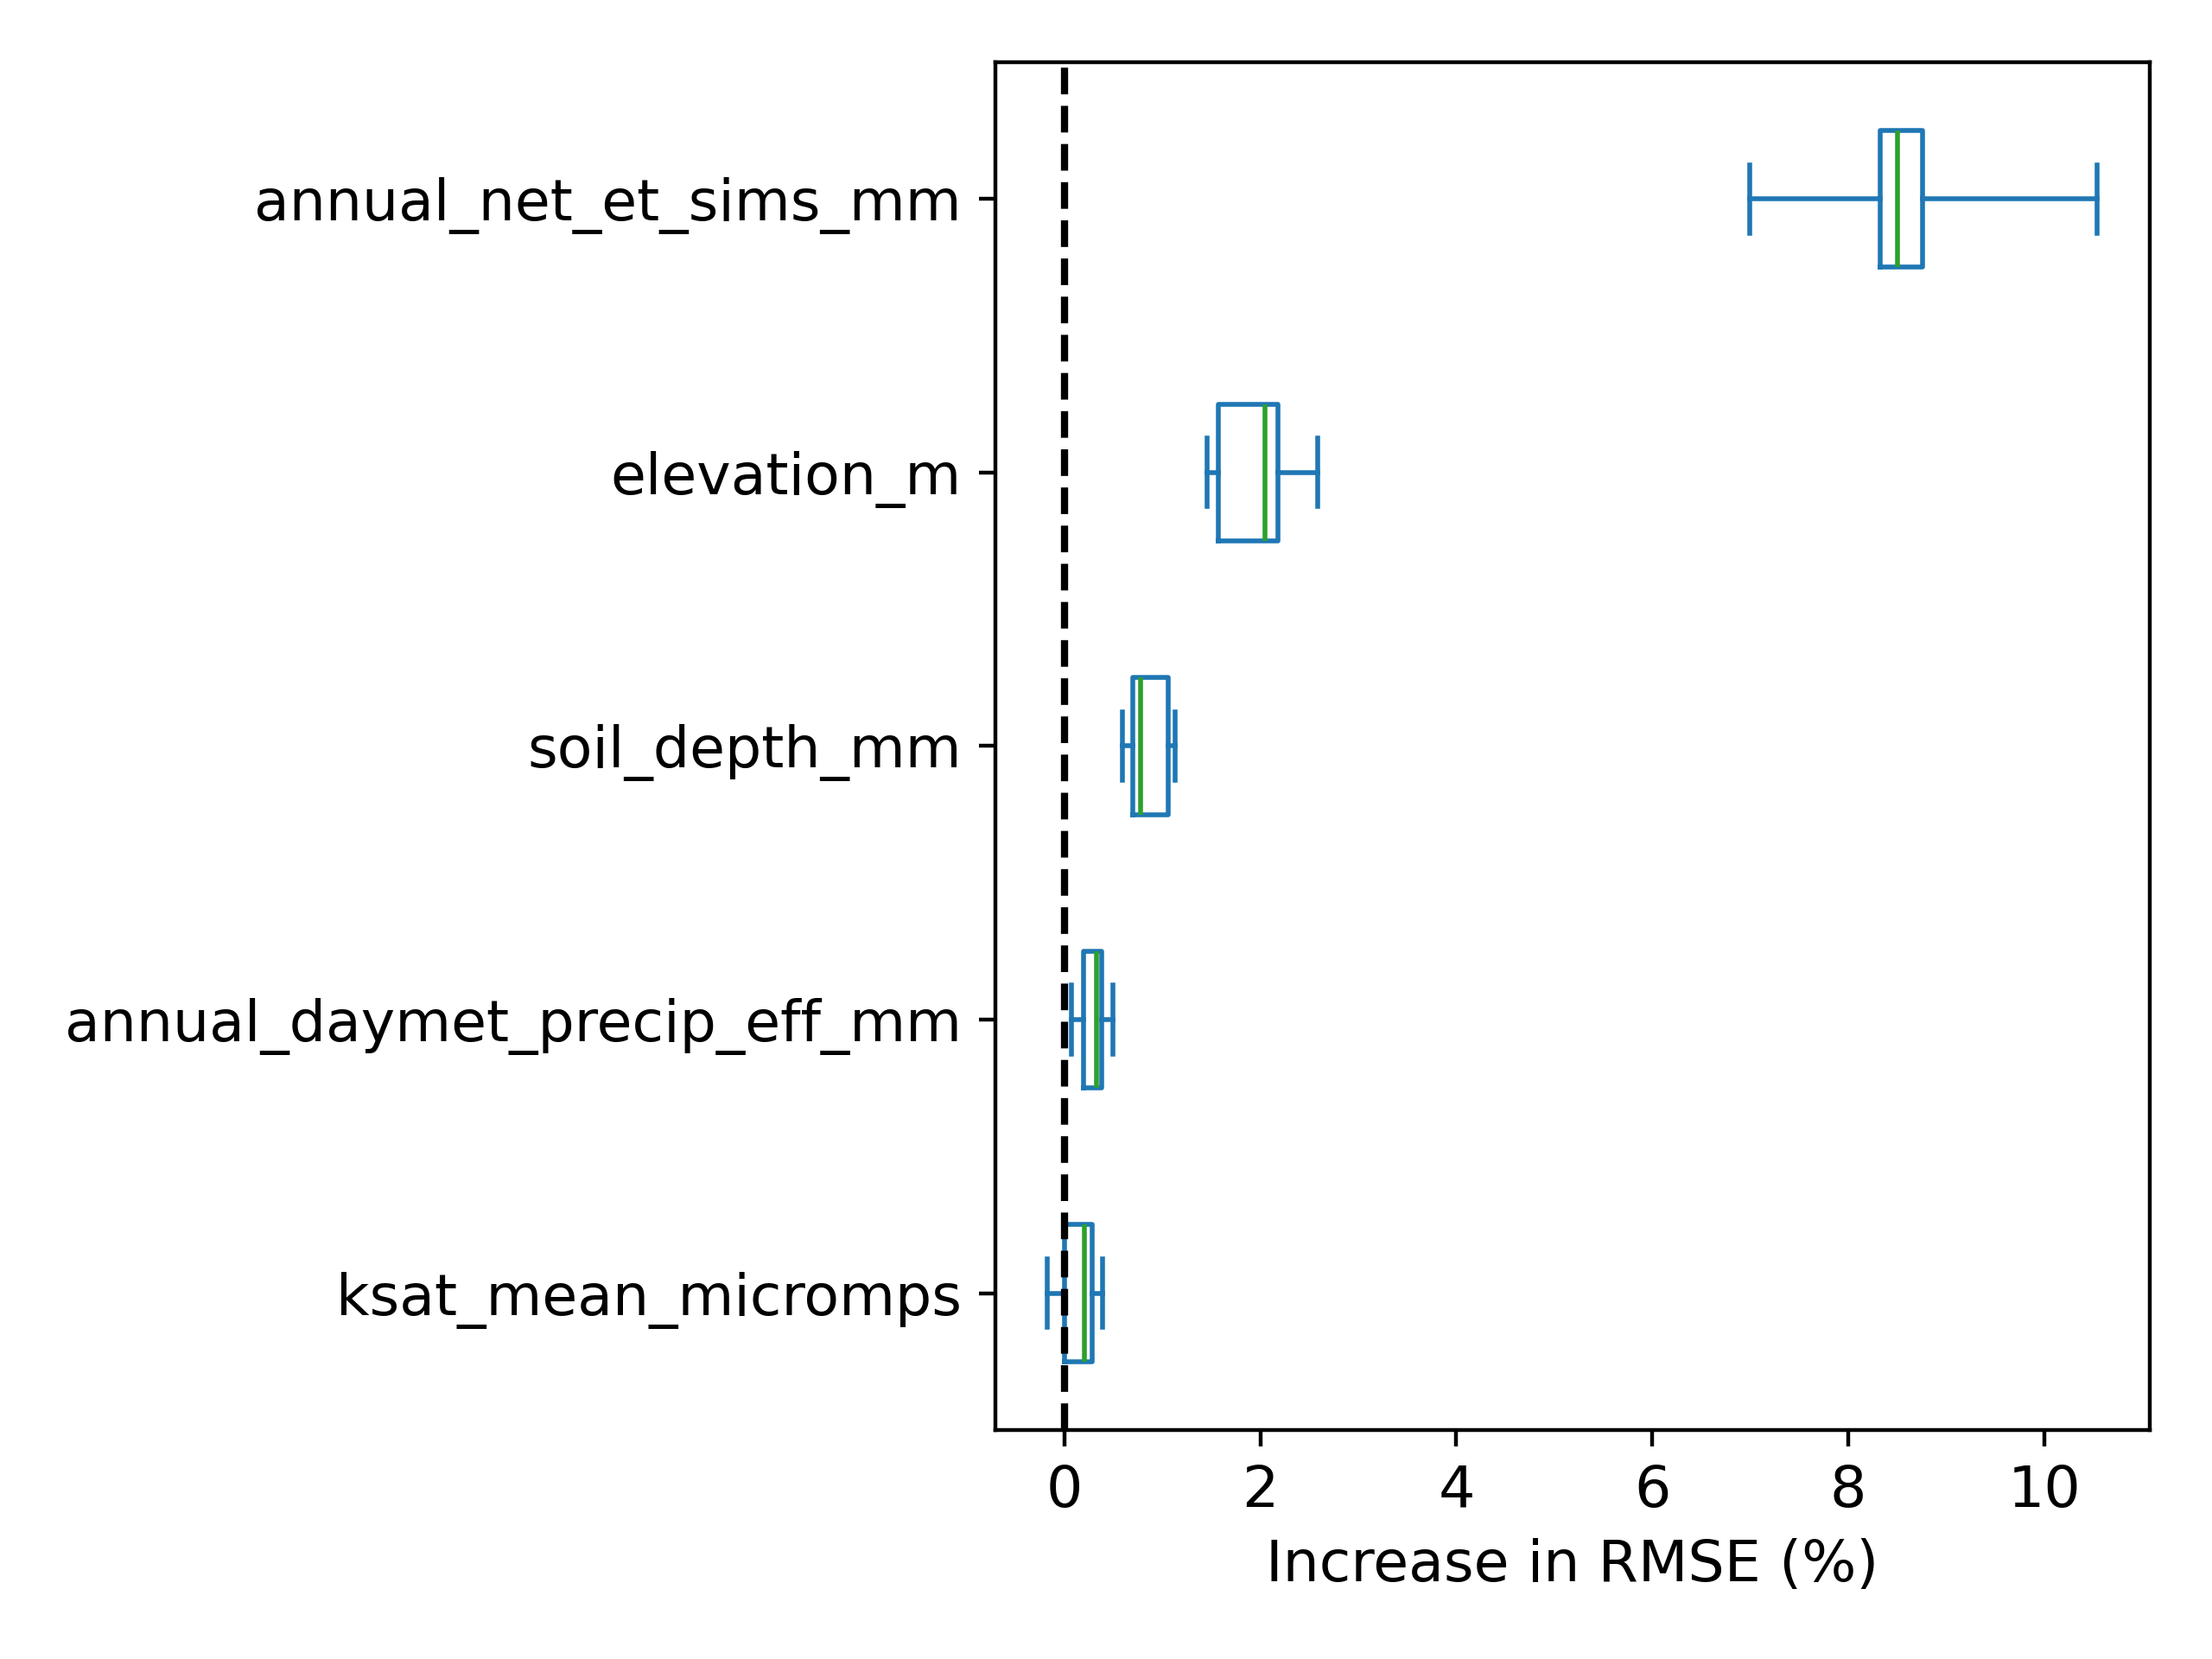 annual_net_et_sims_mm
elevation_m
soil_depth_mm
annual_daymet_precip_eff_mm
ksat_mean_micromps
0 2 4 6 8 10
Increase in RMSE (%)